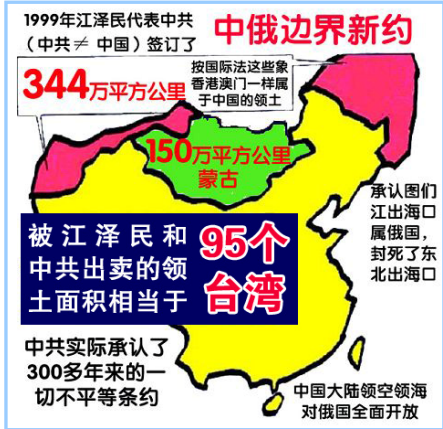 1999年江泽民代表中共
（中共≠ 中国）签订了
中俄边界新约
344万平方公里
按国际法这些象
香港澳门一样属
于中国的领土
150万平方公里
蒙古
承认图们
江出海口
属俄国，
封死了东
北出海口
被江泽民和
中共出卖的领
土面积相当于
95个
台湾
中共实际承认了
300多年来的一
切不平等条约
中国大陆领空领海
对俄国全面开放